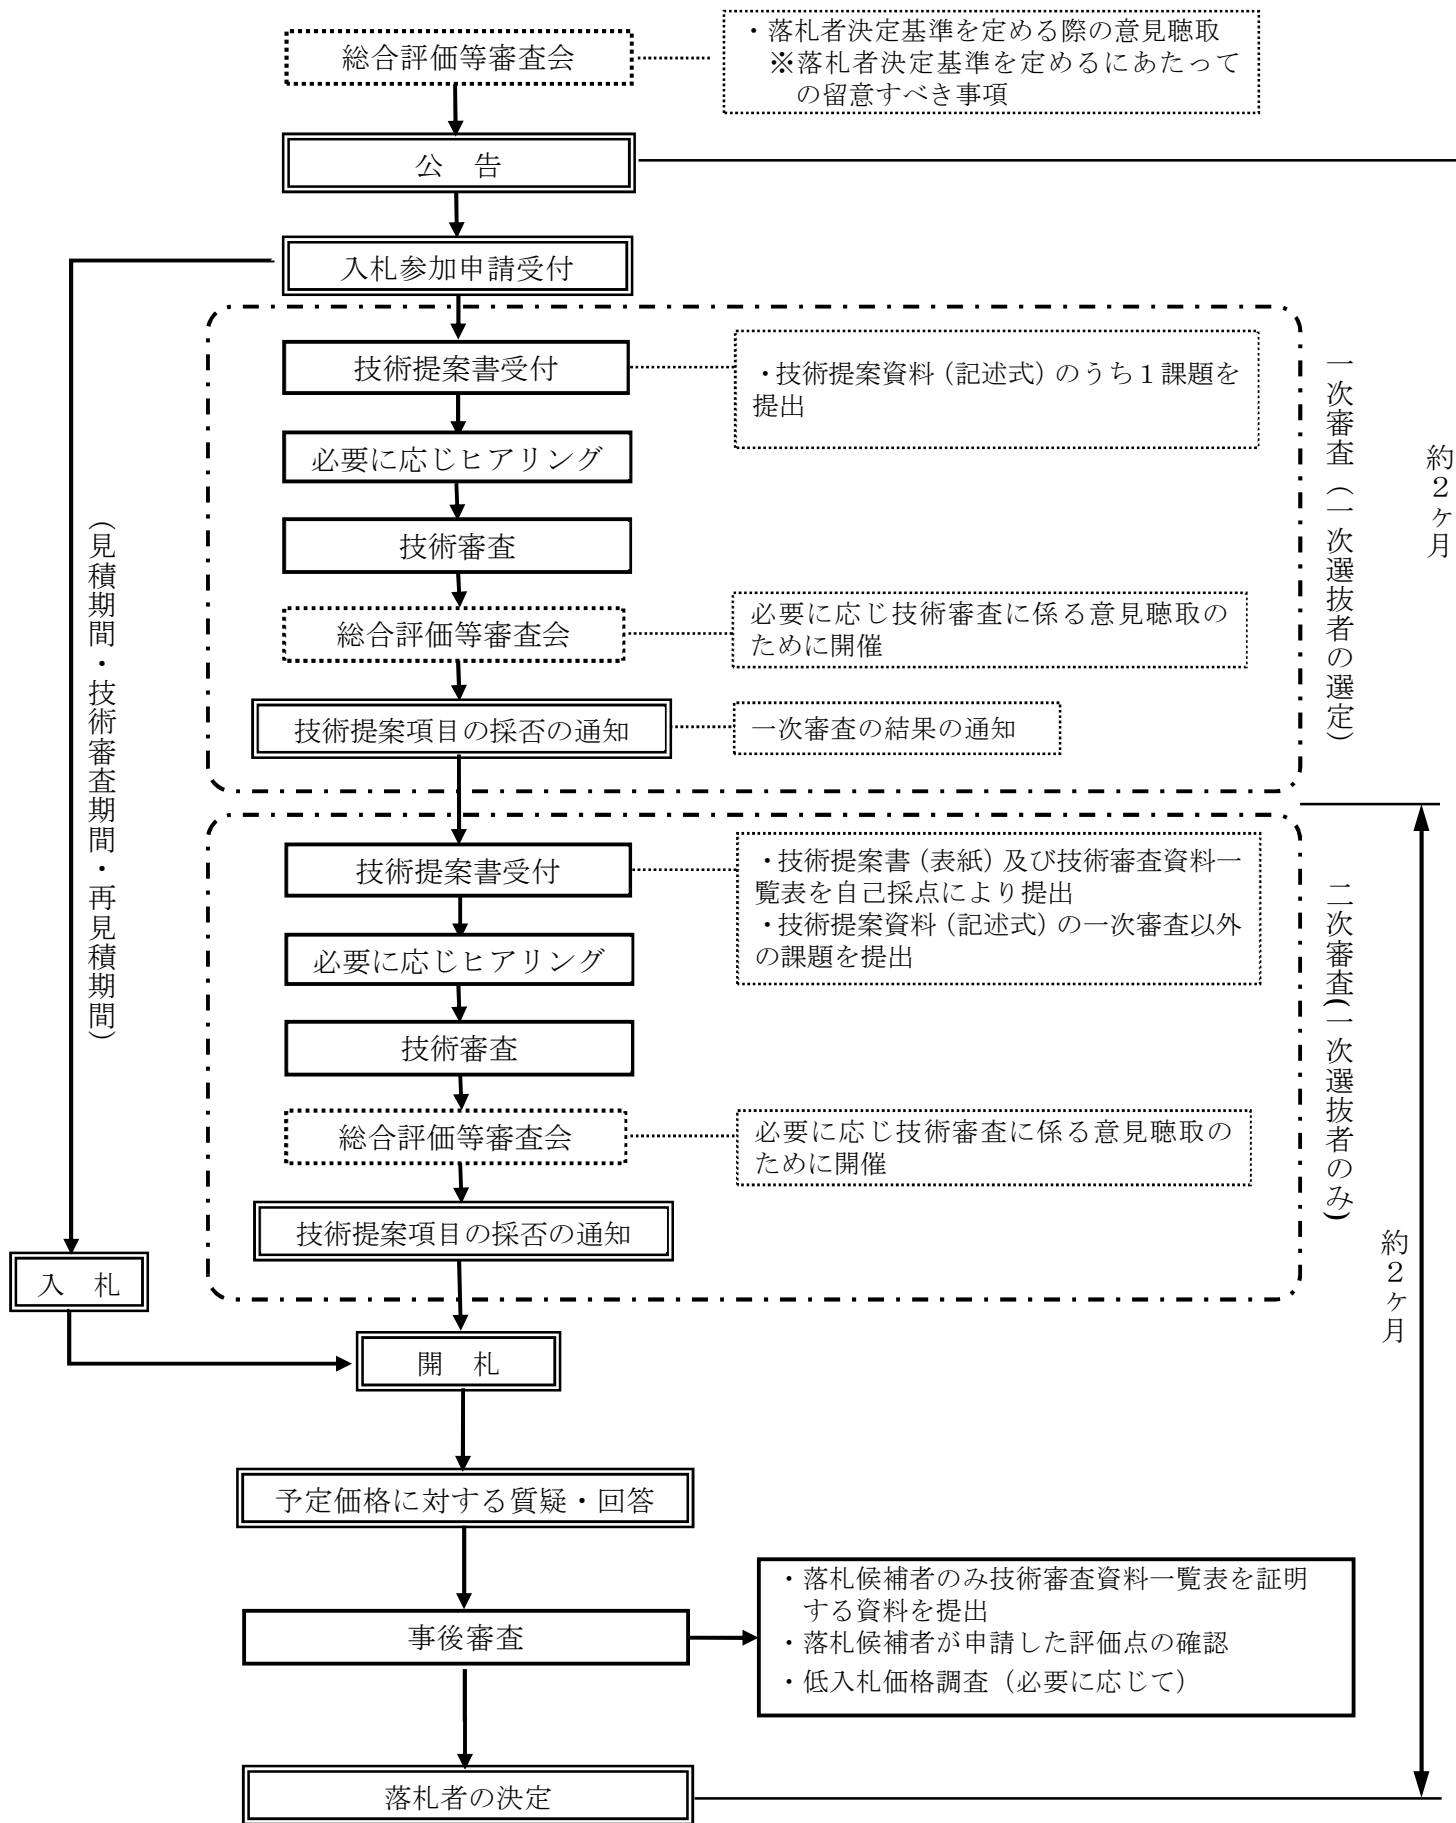 総合評価等審査会
・落札者決定基準を定める際の意見聴取
※落札者決定基準を定めるにあたって
の留意すべき事項
公　告
入札参加申請受付
技術提案書受付
・技術提案資料（記述式）のうち１課題を
提出
必要に応じヒアリング
技術審査
総合評価等審査会
必要に応じ技術審査に係る意見聴取の
ために開催
技術提案項目の採否の通知
一次審査の結果の通知
一次審査（一次選抜者の選定）
約２ヶ月
（見積期間・技術審査期間・再見積期間）
技術提案書受付
・技術提案書（表紙）及び技術審査資料一
覧表を自己採点により提出
・技術提案資料（記述式）の一次審査以外
の課題を提出
必要に応じヒアリング
技術審査
総合評価等審査会
必要に応じ技術審査に係る意見聴取の
ために開催
技術提案項目の採否の通知
二次審査(一次選抜者のみ)
約２ヶ月
入　札
開　札
予定価格に対する質疑・回答
事後審査
・落札候補者のみ技術審査資料一覧表を証明
する資料を提出
・落札候補者が申請した評価点の確認
・低入札価格調査（必要に応じて）
落札者の決定